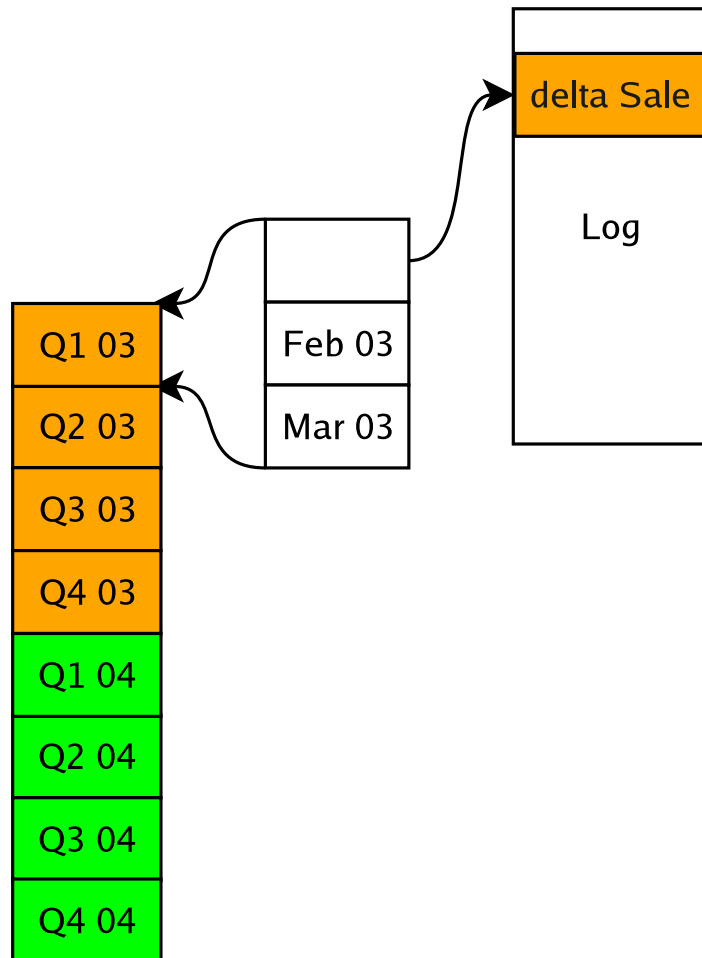 delta Sale
Log
Feb 03
Mar 03
Q1 03
Q2 03
Q3 03
Q4 03
Q1 04
Q2 04
Q3 04
Q4 04